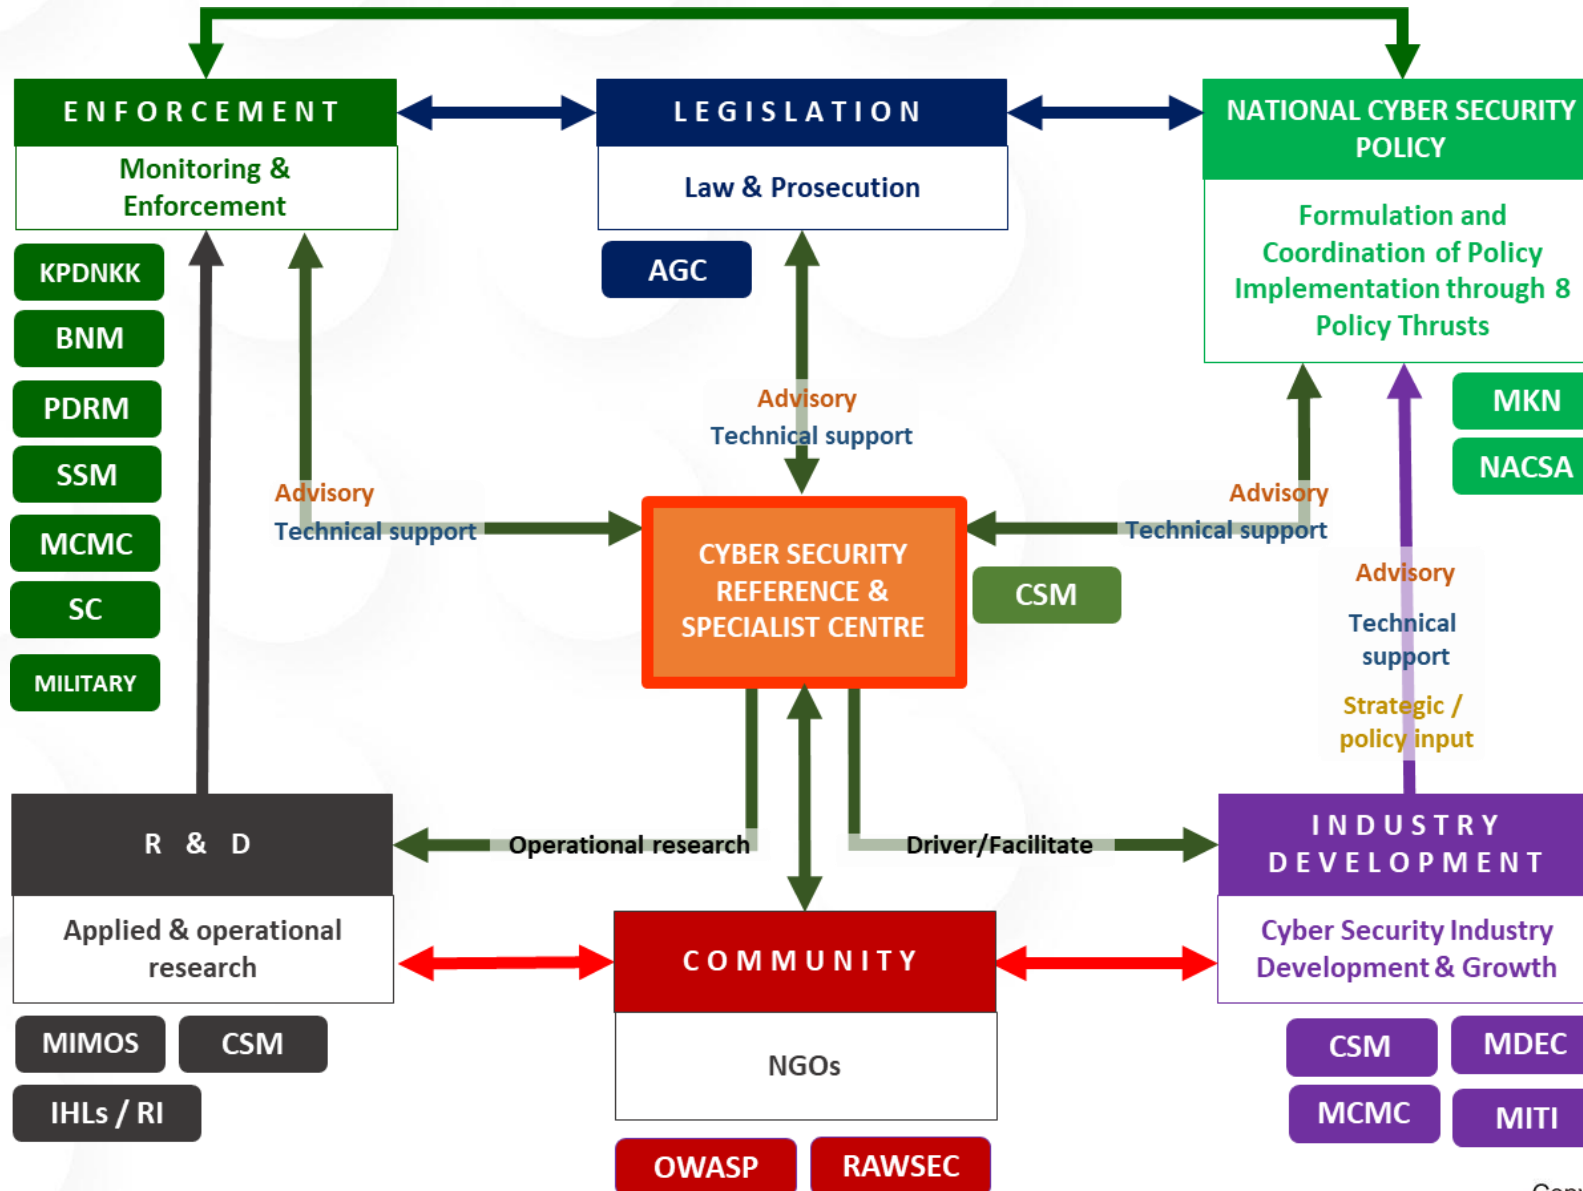 ENFORCEMENT
Monitoring &
Enforcement
KPDNKK
BNM
PDRM
SSM
MCMC
SC
MILITARY
LEGISLATION
Law & Prosecution
AGC
NATIONAL CYBER SECURITY
POLICY
Formulation and
Coordination of Policy
Implementation through 8
Policy Thrusts
MKN
NACSA
Advisory
Technical support
Advisory
Technical support
Advisory
Technical support
CYBER SECURITY
REFERENCE &
SPECIALIST CENTRE
CSM
Advisory
Technical
support
Strategic /
policy input
Operational research
Driver/Facilitate
R & D
Applied & operational
research
MIMOS
CSM
IHLs / RI
COMMUNITY
NGOs
OWASP
RAWSEC
INDUSTRY
DEVELOPMENT
Cyber Security Industry
Development & Growth
CSM
MDEC
MCMC
MITI